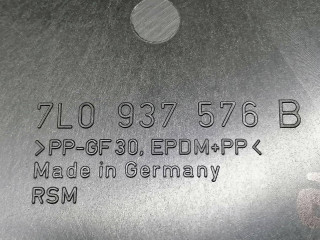 7L0 937 576 B
>PP-GF30, EPDM+PP<
Made in Germany
RSM